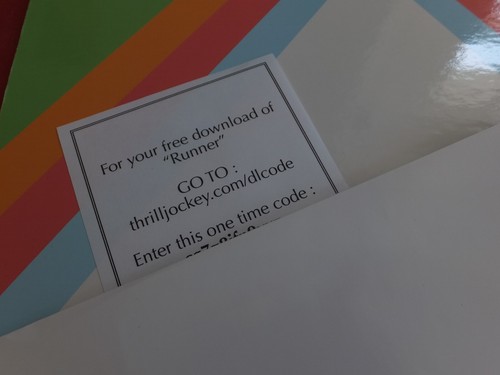 For your free download of
“Runner”
GO TO :
thrilljockey.com/dlcode
Enter this one time code :